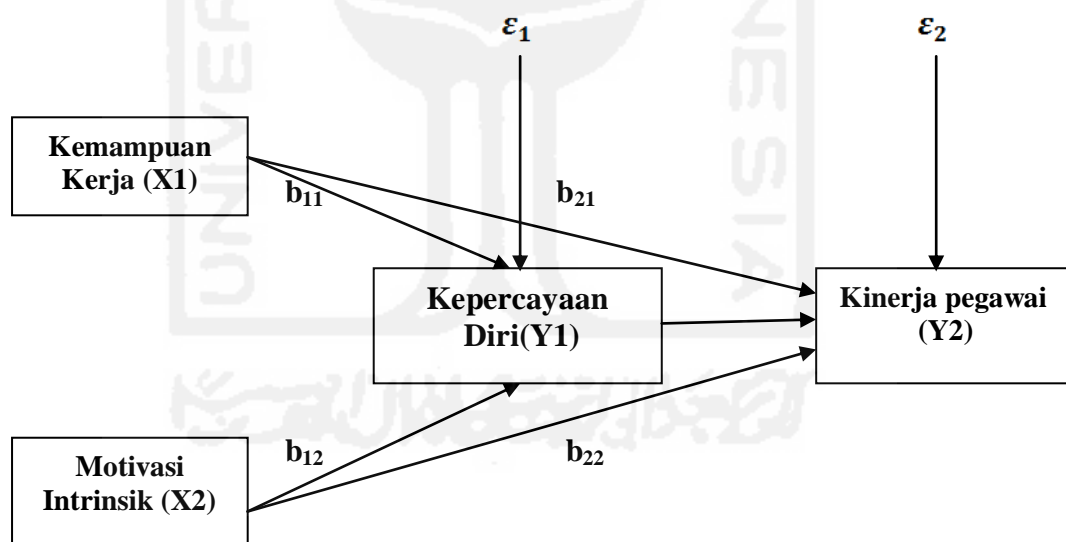 ε₁
ε₂
Kemampuan
Kerja (X1)
b₁₁
b₂₁
Kepercayaan
Diri(Y1)
Kinerja pegawai
(Y2)
b₁₂
b₂₂
Motivasi
Intrinsik (X2)